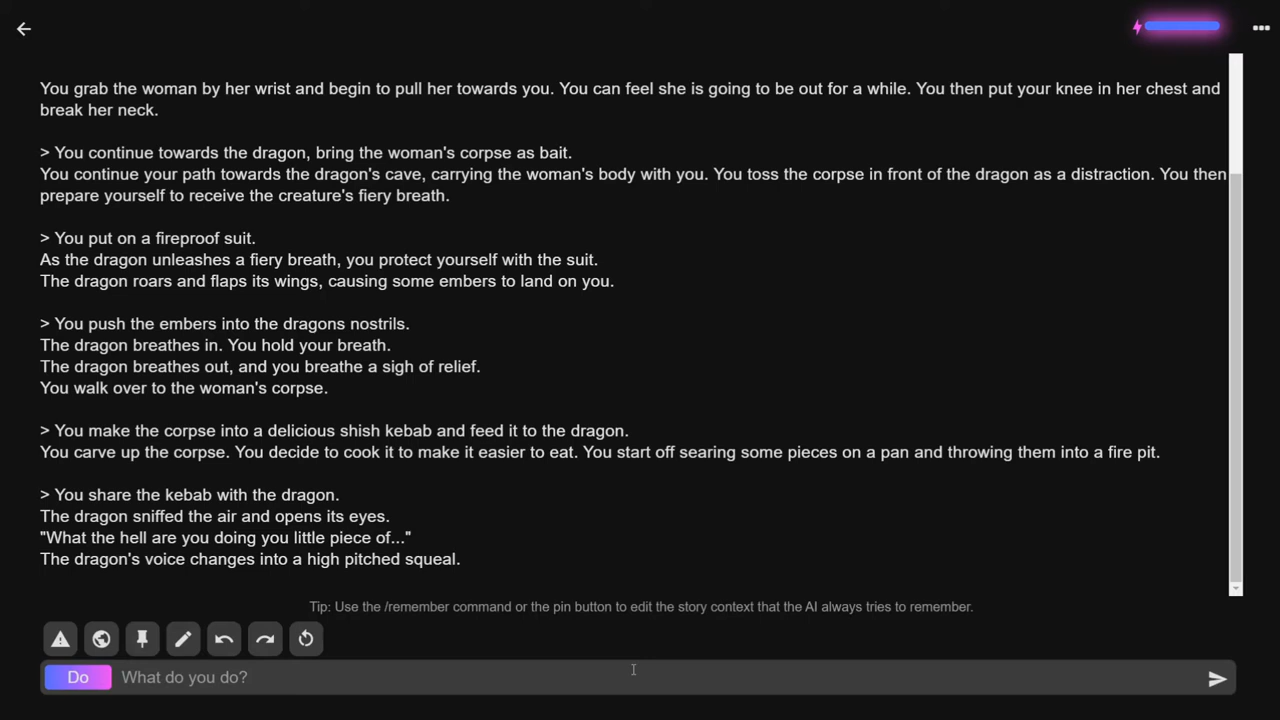 You grab the woman by her wrist and begin to pull her towards you. You can feel she is going to be out for a while. You then put your knee in her chest and
break her neck.
> You continue towards the dragon, bring the woman's corpse as bait.
You continue your path towards the dragon's cave, carrying the woman's body with you. You toss the corpse in front of the dragon as a distraction. You then
prepare yourself to receive the creature's fiery breath.
> You put on a fireproof suit.
As the dragon unleashes a fiery breath, you protect yourself with the suit.
The dragon roars and flaps its wings, causing some embers to land on you.
> You push the embers into the dragons nostrils.
The dragon breathes in. You hold your breath.
The dragon breathes out, and you breathe a sigh of relief.
You walk over to the woman's corpse.
> You make the corpse into a delicious shish kebab and feed it to the dragon.
You carve up the corpse. You decide to cook it to make it easier to eat. You start off searing some pieces on a pan and throwing them into a fire pit.
> You share the kebab with the dragon.
The dragon sniffed the air and opens its eyes.
"What the hell are you doing you little piece of..."
The dragon's voice changes into a high pitched squeal.
Tip: Use the /remember command or the pin button to edit the story context that the AI always tries to remember.
Do What do you do?